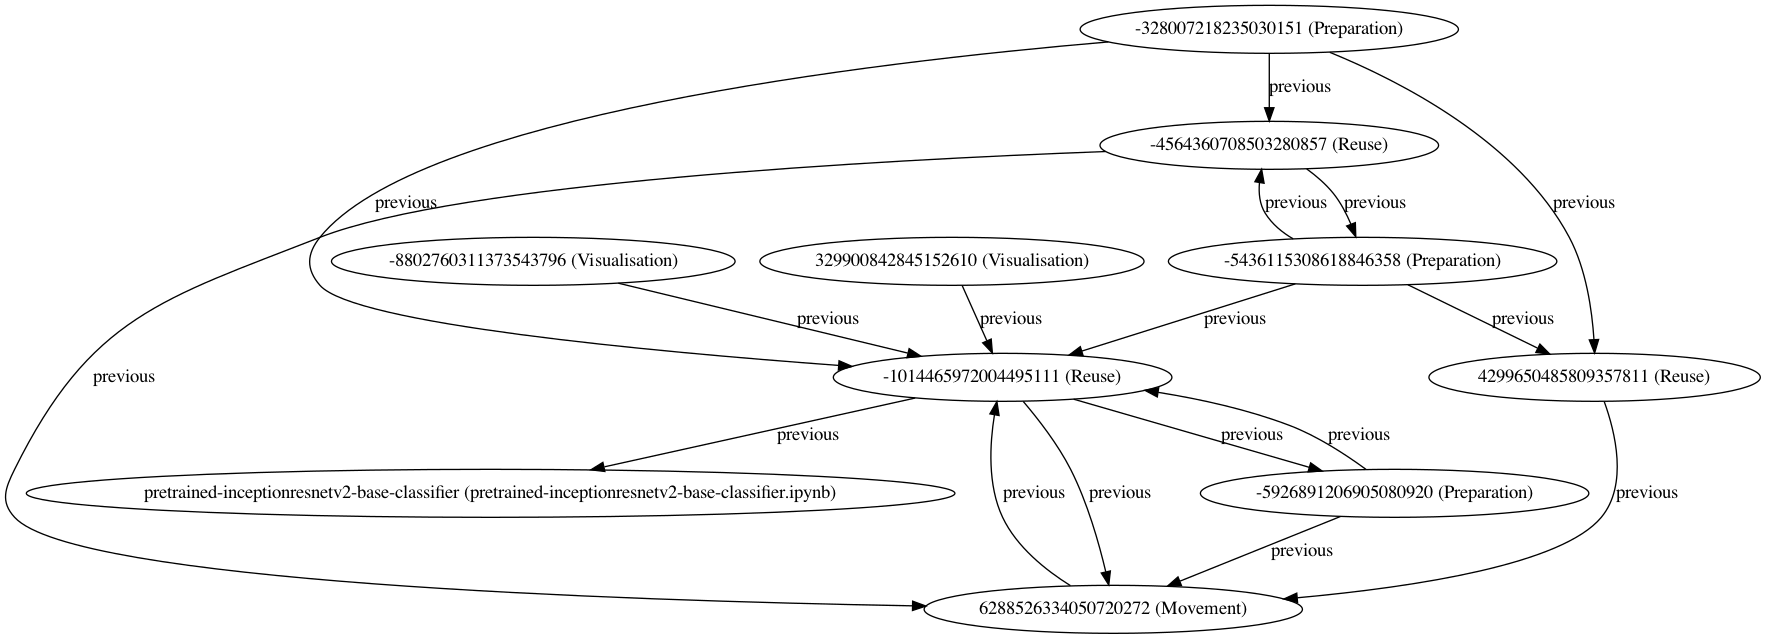 -328007218235030151 (Preparation)
previous
-4564360708503280857 (Reuse)
previous
previous
previous
previous
-8802760311373543796 (Visualisation)
329900842845152610 (Visualisation)
-5436115308618846358 (Preparation)
previous
previous
previous
previous
previous
-1014465972004495111 (Reuse)
4299650485809357811 (Reuse)
previous
previous
previous
pretrained-inceptionresnetv2-base-classifier (pretrained-inceptionresnetv2-base-classifier.ipynb)
previous
previous
-5926891206905080920 (Preparation)
previous
previous
6288526334050720272 (Movement)